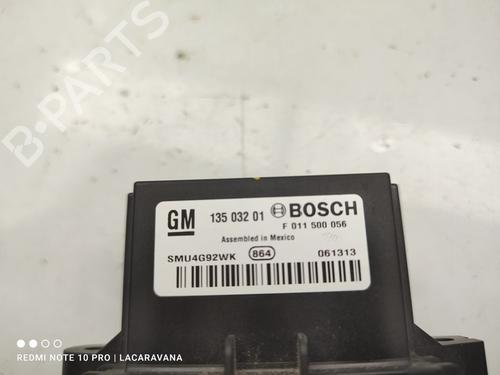 B-PARTS
GM 135 032 01 BOSCH
F 011 500 056
Assembled in Mexico
SMU4G92WK 864 061313
REDMI NOTE 10 PRO | LACARAVANA